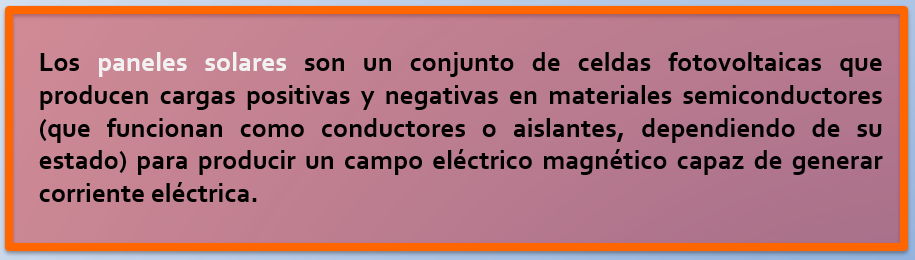 Los paneles solares son un conjunto de celdas fotovoltaicas que
producen cargas positivas y negativas en materiales semiconductores
(que funcionan como conductores o aislantes, dependiendo de su
estado) para producir un campo eléctrico magnético capaz de generar
corriente eléctrica.